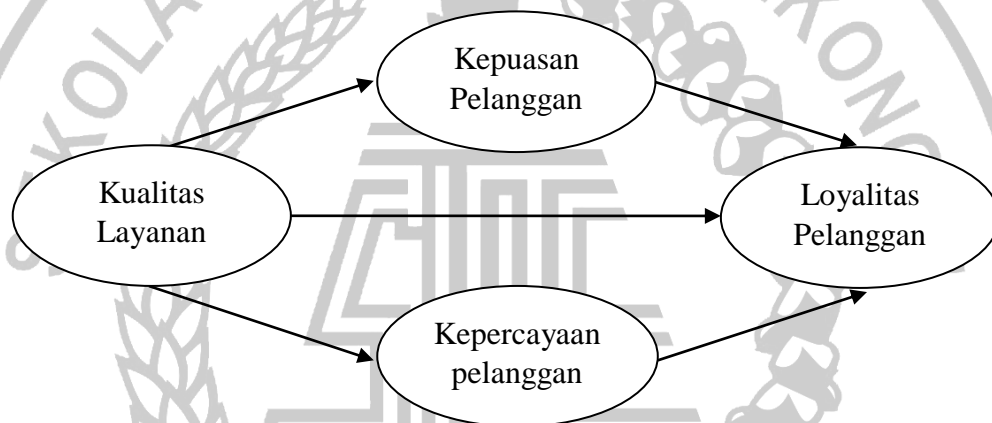 Kepuasan
Pelanggan
Kualitas
Layanan
Loyalitas
Pelanggan
Kepercayaan
pelanggan